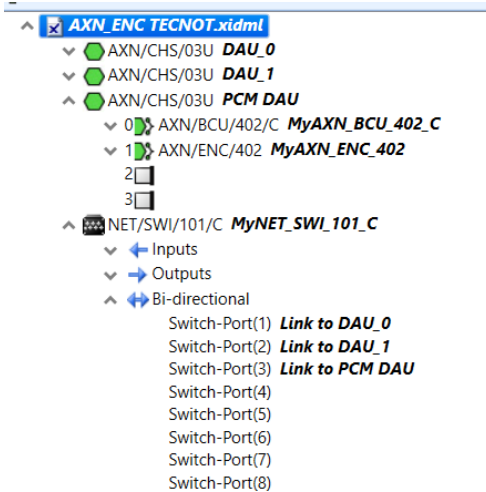 AXN_ENC TECNOT.xidml
AXN/CHS/03U DAU_0
AXN/CHS/03U DAU_1
AXN/CHS/03U PCM DAU
0 AXN/BCU/402/C MyAXN_BCU_402_C
1 AXN/ENC/402 MyAXN_ENC_402
2
3
NET/SWI/101/C MyNET_SWI_101_C
Inputs
Outputs
Bi-directional
Switch-Port(1) Link to DAU_0
Switch-Port(2) Link to DAU_1
Switch-Port(3) Link to PCM DAU
Switch-Port(4)
Switch-Port(5)
Switch-Port(6)
Switch-Port(7)
Switch-Port(8)